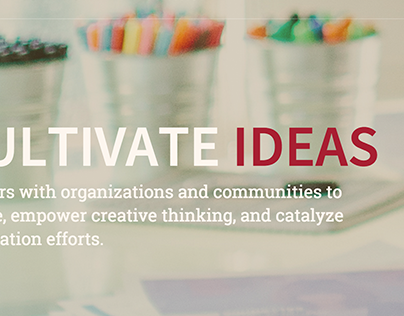 ULTIVATE IDEAS
rs with organizations and communities to
e, empower creative thinking, and catalyze
ation efforts.